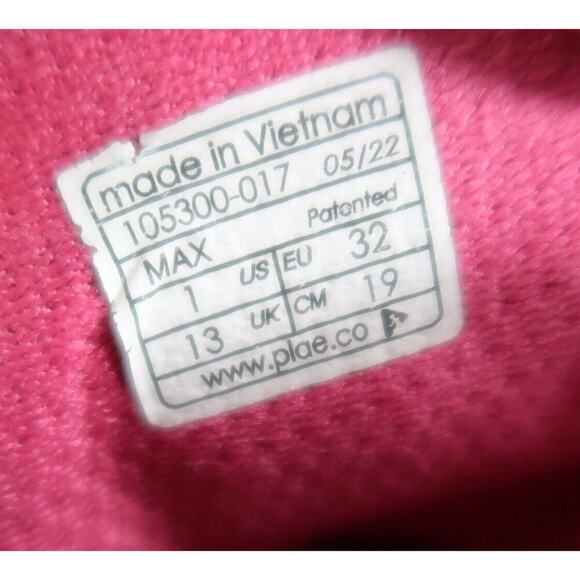 made in Vietnam
105300-017 05/22
MAX Patented
1 US EU 32
13 UK CM 19
www.plae.co